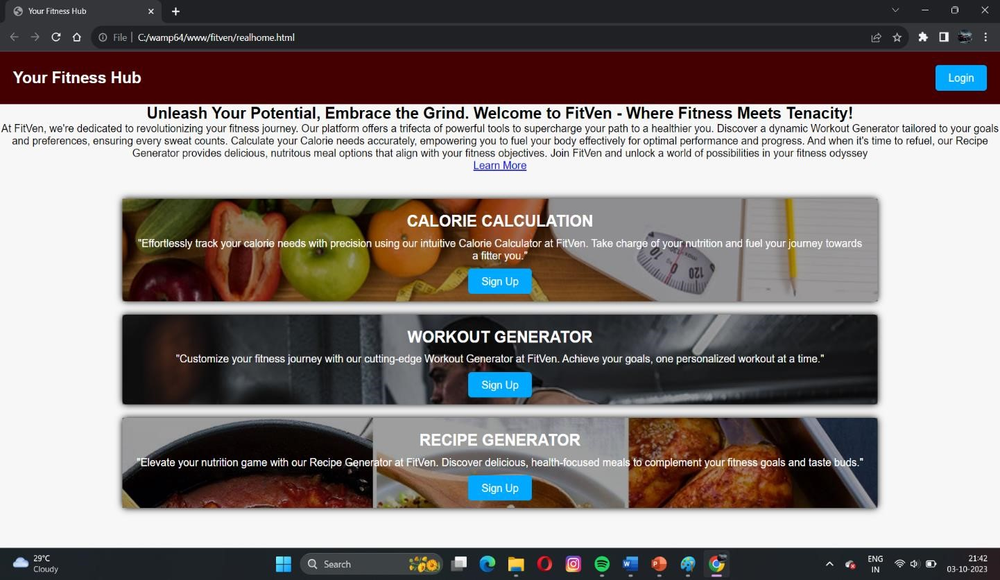 Your Fitness Hub
File
C:/wamp64/www/fitven/realhome.html
Your Fitness Hub
Login
Unleash Your Potential, Embrace the Grind. Welcome to FitVen - Where Fitness Meets Tenacity!
At FitVen, we're dedicated to revolutionizing your fitness journey. Our platform offers a trifecta of powerful tools to supercharge your path to a healthier you. Discover a dynamic Workout Generator tailored to your goals
and preferences, ensuring every sweat counts. Calculate your Calorie needs accurately, empowering you to fuel your body effectively for optimal performance and progress. And when it's time to refuel, our Recipe
Generator provides delicious, nutritous meal options that align with your fitness objectives. Join FitVen and unlock a world of possibilities in your fitness odyssey
Learn More
CALORIE CALCULATION
"Effortlessly track your calorie needs with precision using our intuitive Calorie Calculator at FitVen. Take charge of your nutrition and fuel your journey towards
a fitter you."
Sign Up
10
0
120
WORKOUT GENERATOR
"Customize your fitness journey with our cutting-edge Workout Generator at FitVen. Achieve your goals, one personalized workout at a time."
Sign Up
RECIPE GENERATOR
"Elevate your nutrition game with our Recipe Generator at FitVen. Discover delicious, health-focused meals to complement your fitness goals and taste buds."
Sign Up
29°C
Cloudy
Search
ENG
IN
21:42
03-10-2023